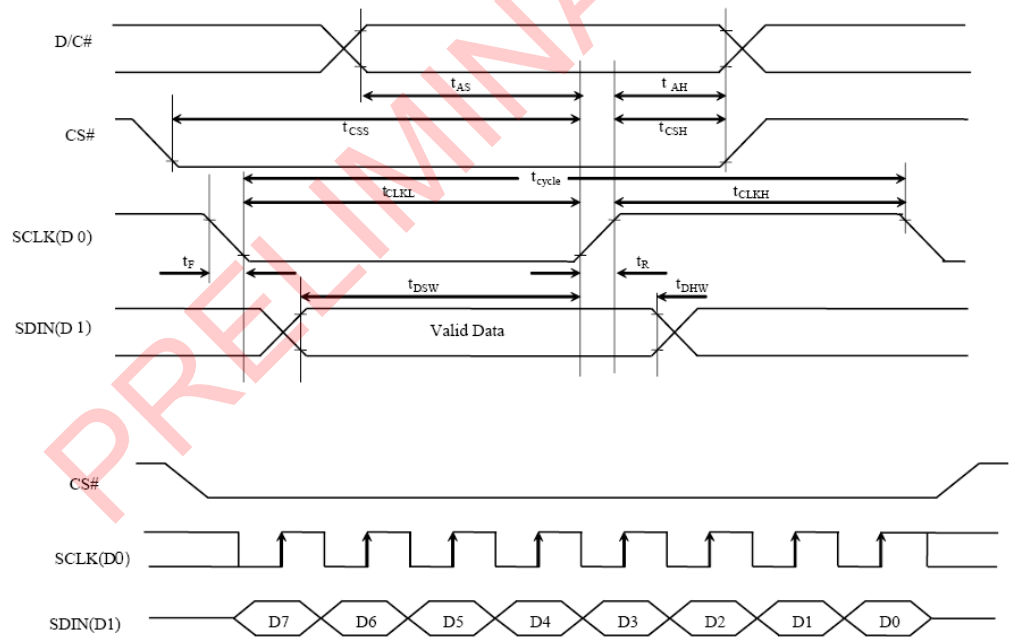 D/C#
tAS
t AH
CS#
tCSS
tCSH
tcycle
tCLKL
tCLKH
SCLK(D 0)
tF
tR
tDSW
tDHW
SDIN(D 1)
Valid Data
PRELIMINA
CS#
SCLK(D0)
SDIN(D1)
D7 D6 D5 D4 D3 D2 D1 D0